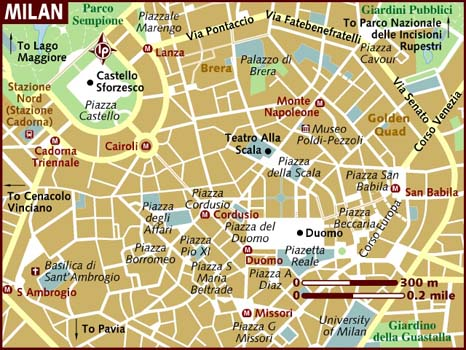 MILAN
Parco
Sempione
Piazzale
Marengo
Via Pontaccio
Via Fatebenefratelli
Giardini Pubblici
To Parco Nazionale
delle Incisioni
Rupestri
To Lago
Maggiore
LP
M Lanza
Piazza
Cavour
Brera
Palazzo di
Brera
Castello
Sforzesco
Stazione
Nord
(Stazione
Cadorna)
Piazza
Castello
Monte
Napoleone
M
Via Senato
Corso Venezia
Golden
Quad
Museo
Poldi-Pezzoli
Teatro Alla
Scala
M
Cadorna
Triennale
Cairoli M
Piazza
della Scala
Piazza San
Babila
M
San Babila
To Cenacolo
Vinciano
Piazza
Cordusio
M Cordusio
Piazza
degli
Affari
Piazza del
Duomo
Duomo
Piazza
Beccaria
Corso Europa
Piazza
Borromeo
Piazza
Pio XI
M
Duomo
Piazzetta
Reale
Basilica di
Sant'Ambrogio
Piazza S
Maria
Beltrade
Piazza A
Diaz
M S Ambrogio
0 300 m
0 0.2 mile
M
Missori
To Pavia
Piazza G
Missori
University
of Milan
Giardino
della Guastalla